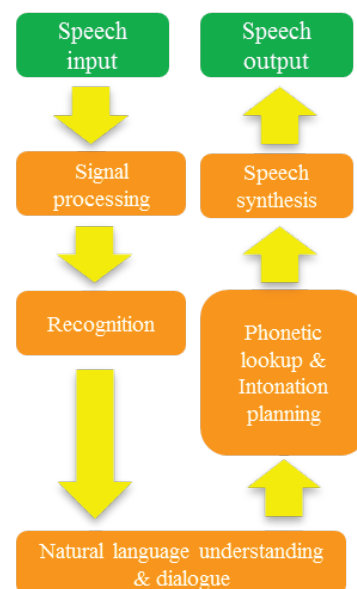 Speech
input
Speech
output
Signal
processing
Speech
synthesis
Recognition
Phonetic
lookup &
Intonation
planning
Natural language understanding
& dialogue